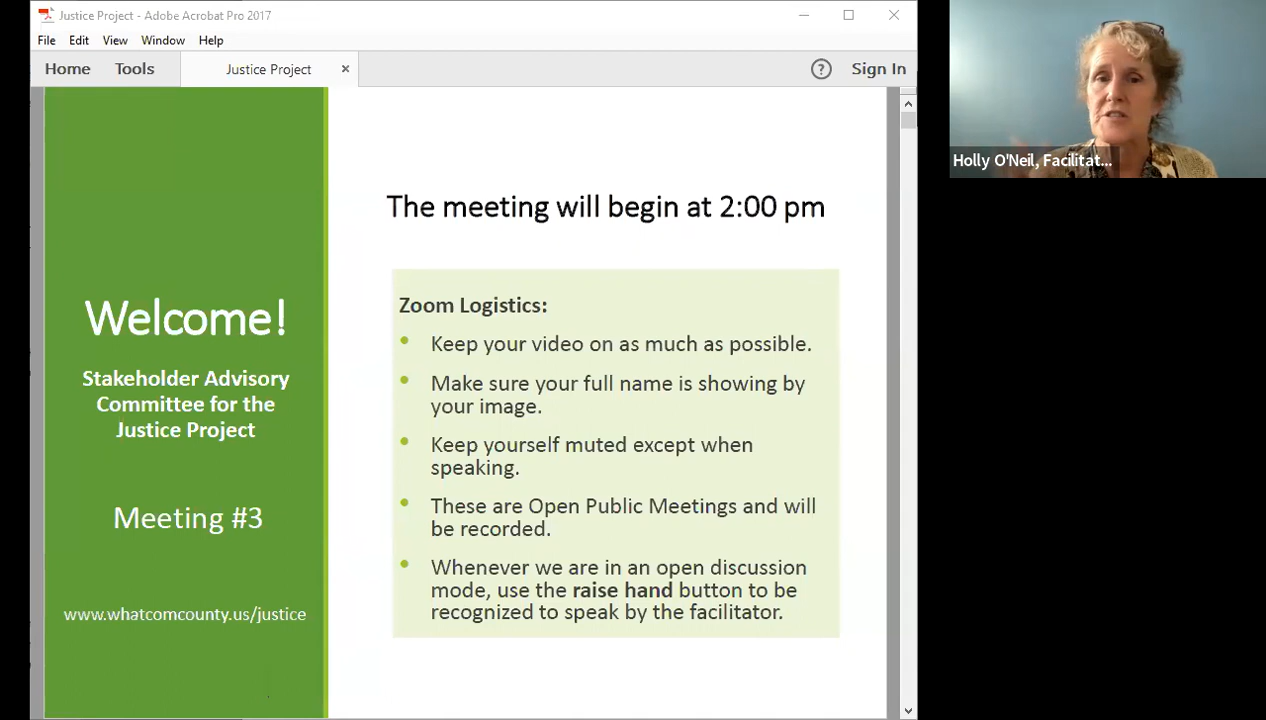 Justice Project - Adobe Acrobat Pro 2017
File Edit View Window Help
Home Tools Justice Project × ? Sign In
Welcome!
Stakeholder Advisory
Committee for the
Justice Project
Meeting #3
www.whatcomcounty.us/justice
The meeting will begin at 2:00 pm
Zoom Logistics:
• Keep your video on as much as possible.
• Make sure your full name is showing by
your image.
• Keep yourself muted except when
speaking.
• These are Open Public Meetings and will
be recorded.
• Whenever we are in an open discussion
mode, use the raise hand button to be
recognized to speak by the facilitator.
Holly O'Neil, Facilitat...